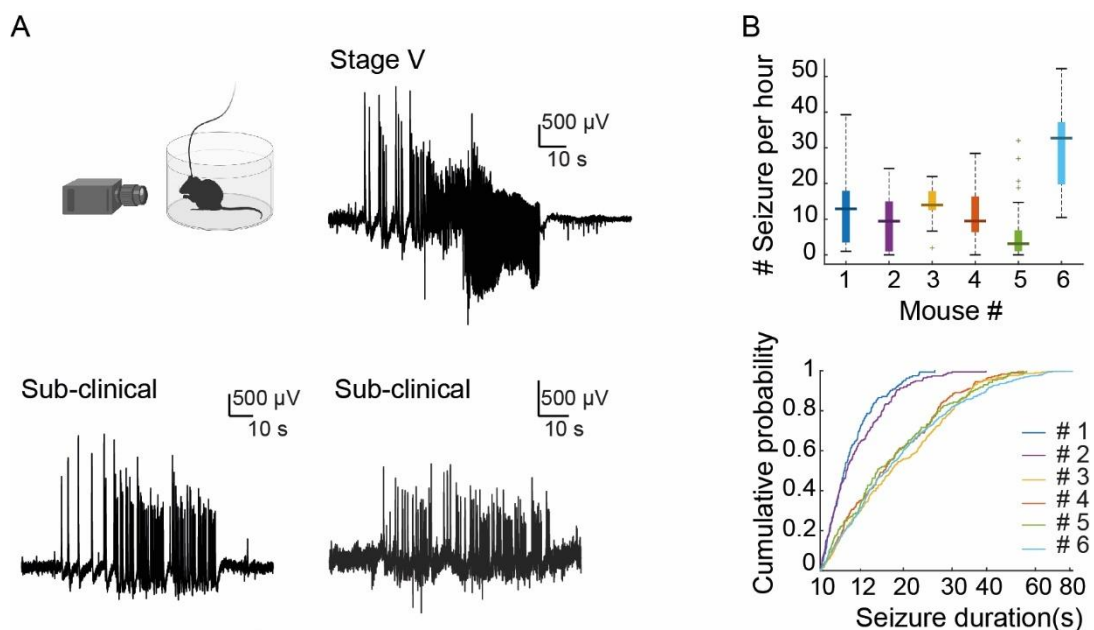 A
Stage V
500 µV
10 s
Sub-clinical
500 µV
10 s
Sub-clinical
500 µV
10 s
B
# Seizure per hour
50
40
30
20
10
0
1 2 3 4 5 6
Mouse #
Cumulative probability
1
0.8
0.6
0.4
0.2
0
# 1
# 2
# 3
# 4
# 5
# 6
10 12 20 30 40 60 80
Seizure duration(s)